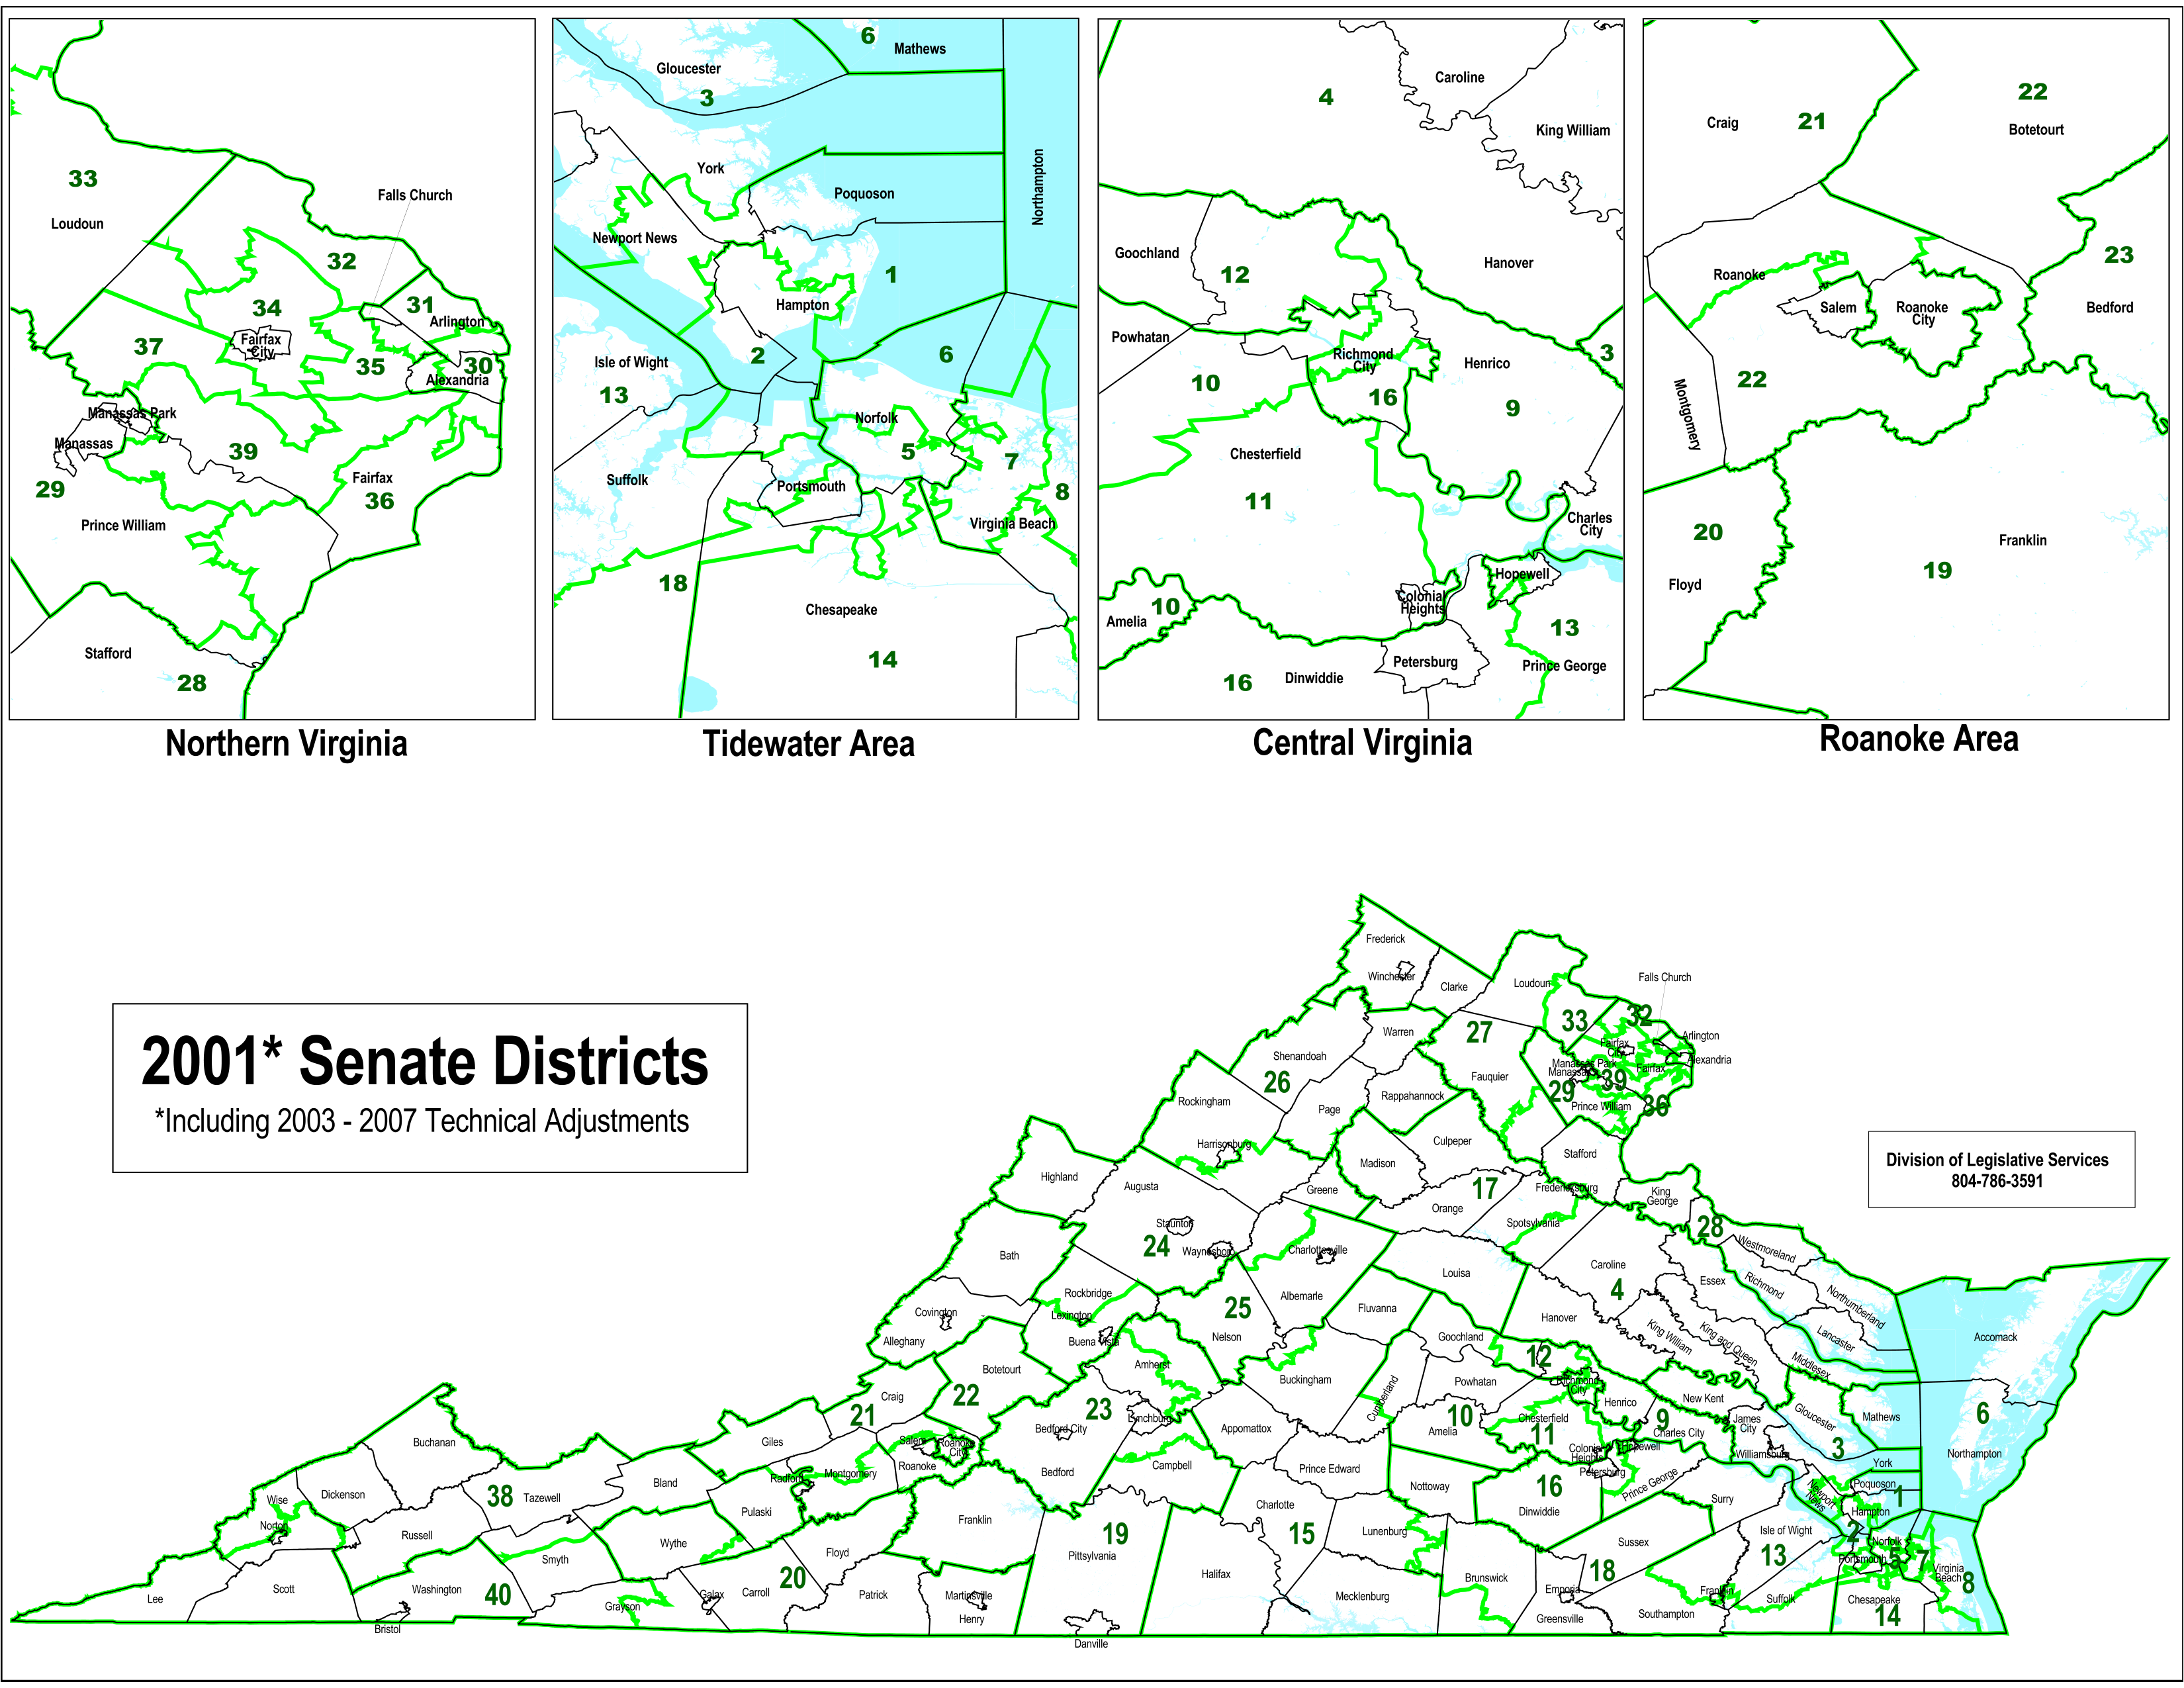 33
Loudoun
Falls Church
32
34
31
Arlington
Fairfax
City
37
35
30
Alexandria
Manassas Park
Manassas
39
29
Fairfax
36
Prince William
Stafford
28
Northern Virginia
6
Mathews
Gloucester
3
York
Poquoson
Northampton
Newport News
1
Hampton
2
6
Isle of Wight
13
Norfolk
5
7
Suffolk
Portsmouth
8
Virginia Beach
18
Chesapeake
14
Tidewater Area
Caroline
4
King William
Goochland
12
Hanover
Powhatan
Richmond
City
Henrico
3
10
16
9
Chesterfield
11
Charles
City
Hopewell
Colonial
Heights
10
Amelia
13
Petersburg
Prince George
16
Dinwiddie
Central Virginia
22
Craig
21
Botetourt
23
Roanoke
Salem
Roanoke
City
Bedford
22
Montgomery
20
Franklin
Floyd
19
Roanoke Area
2001* Senate Districts
*Including 2003 - 2007 Technical Adjustments
Division of Legislative Services
804-786-3591
Frederick
Winchester
Clarke
Loudoun
Falls Church
33
32
27
Warren
Arlington
Fairfax
City
Alexandria
Manassas Park
Manassas
Fairfax
Shenandoah
26
Fauquier
39
29
Prince William
36
Rappahannock
Rockingham
Page
Harrisonburg
Culpeper
Stafford
Madison
Highland
Augusta
Greene
17
Fredericksburg
King
George
Orange
Spotsylvania
28
Staunton
24
Waynesboro
Charlottesville
Westmoreland
Bath
Louisa
Caroline
4
Essex
Richmond
Northumberland
Rockbridge
Lexington
25
Albemarle
Fluvanna
Covington
Alleghany
Buena Vista
Nelson
Goochland
Hanover
King William
King and Queen
Lancaster
Accomack
Amherst
12
Middlesex
Botetourt
Buckingham
Powhatan
Richmond
City
Craig
22
23
Cumberland
Henrico
New Kent
6
21
Bedford City
Lynchburg
Appomattox
10
Amelia
Chesterfield
11
9
Charles City
James
City
Gloucester
Mathews
Buchanan
Giles
Salem
Roanoke
City
Colonial
Heights
Hopewell
Williamsburg
3
Northampton
Radford
Montgomery
Roanoke
Bedford
Campbell
Prince Edward
Petersburg
York
Bland
Nottoway
16
Prince George
Poquoson
1
Dickenson
38
Tazewell
Newport
News
Wise
Pulaski
Charlotte
Dinwiddie
Surry
Hampton
Norton
Russell
Franklin
19
15
Lunenburg
Isle of Wight
2
Wythe
Floyd
Pittsylvania
Sussex
13
Norfolk
Portsmouth
5
7
Smyth
18
Virginia
Beach
8
Scott
Washington
40
Carroll
20
Patrick
Halifax
Brunswick
Lee
Galax
Martinsville
Mecklenburg
Emporia
Franklin
Suffolk
Chesapeake
14
Grayson
Henry
Greensville
Southampton
Bristol
Danville